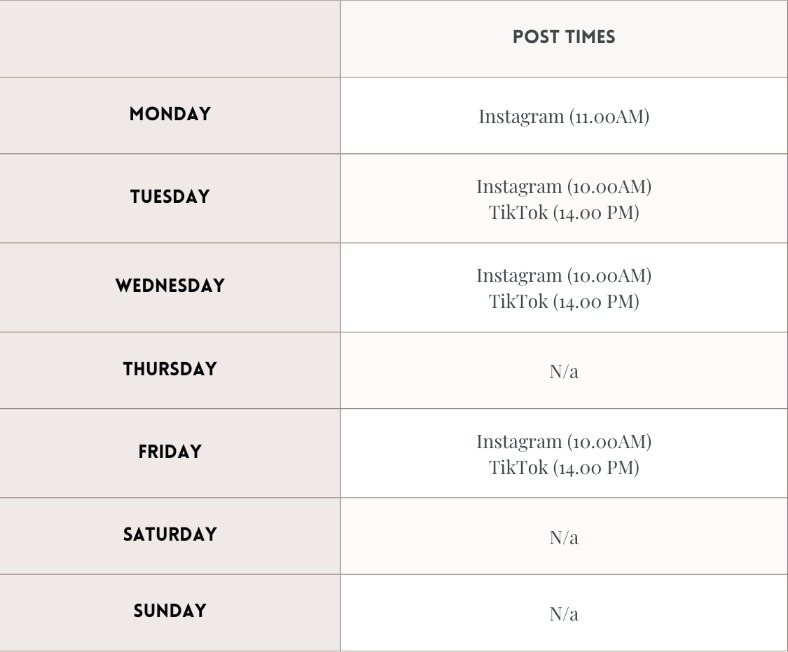 POST TIMES
MONDAY
Instagram (11.00AM)
TUESDAY
Instagram (10.00AM)
TikTok (14.00 PM)
WEDNESDAY
Instagram (10.00AM)
TikTok (14.00 PM)
THURSDAY
N/a
FRIDAY
Instagram (10.00AM)
TikTok (14.00 PM)
SATURDAY
N/a
SUNDAY
N/a